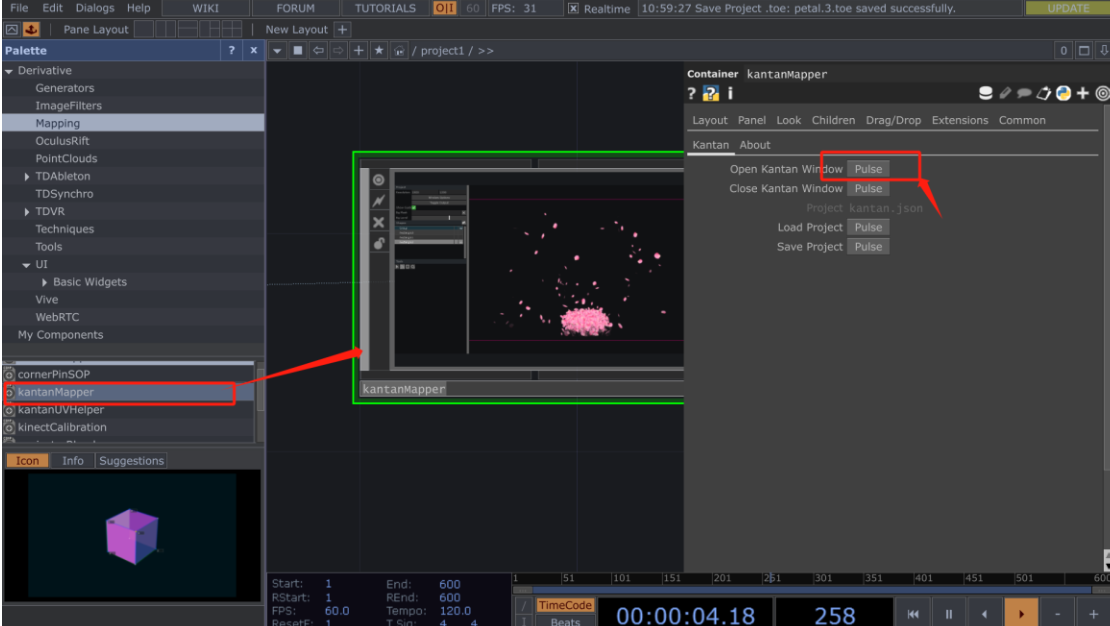 File Edit Dialogs Help WIKI FORUM TUTORIALS O|I 60 FPS: 31 Realtime 10:59:27 Save Project .toe: petal.3.toe saved successfully. UPDATE
Pane Layout New Layout +
Palette ? x / project1 / >> 0
Derivative
Generators
ImageFilters
Mapping
OculusRift
PointClouds
TDAbleton
TDSynchro
TDVR
Techniques
Tools
UI
Basic Widgets
Vive
WebRTC
My Components
cornerPinSOP
kantanMapper
kantanUVHelper
kinectCalibration
Icon Info Suggestions
kantanMapper
Container kantanMapper
? ? i
Layout Panel Look Children Drag/Drop Extensions Common
Kantan About
Open Kantan Window Pulse
Close Kantan Window Pulse
Project kantan.json
Load Project Pulse
Save Project Pulse
Start: 1 End: 600
RStart: 1 REnd: 600
FPS: 60.0 Tempo: 120.0
ResetF: 1 T Sig: 4 4
1 51 101 151 201 251 301 351 401 451 501 600
TimeCode
Beats
00:00:04.18 258